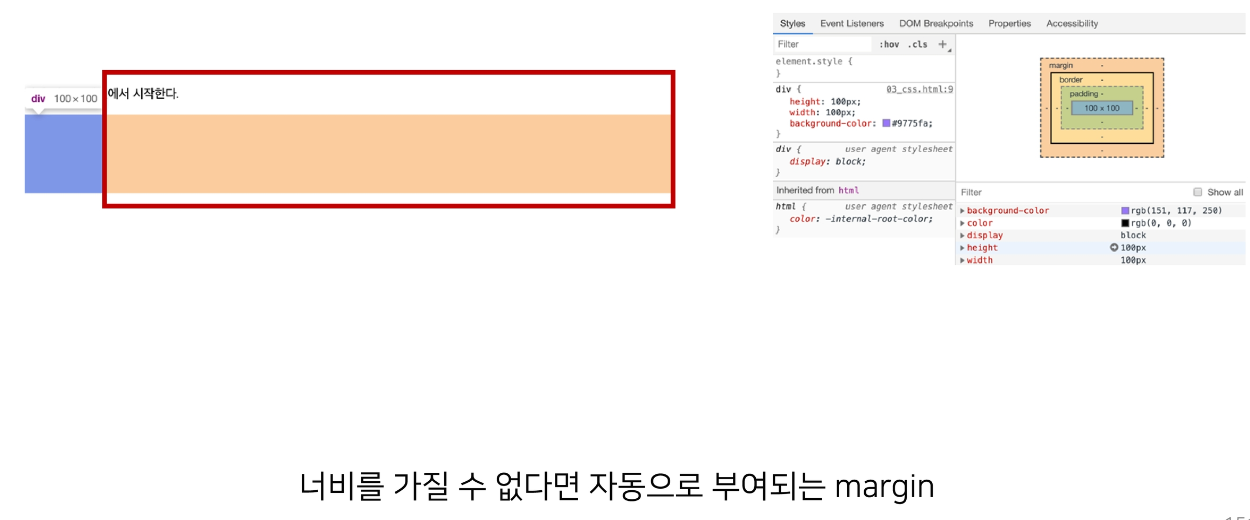 Styles Event Listeners DOM Breakpoints Properties Accessibility
Filter :hov .cls +
element.style {
}
div { 03_css.html:9
height: 100px;
width: 100px;
background-color: #9775fa;
}
div { user agent stylesheet
display: block;
}
Inherited from html
html { user agent stylesheet
color: -internal-root-color;
}
margin -
border -
padding -
- - - 100 × 100 - - -
-
-
-
Filter Show all
background-color rgb(151, 117, 250)
color rgb(0, 0, 0)
display block
height 100px
width 100px
div 100×100 에서 시작한다.
너비를 가질 수 없다면 자동으로 부여되는 margin